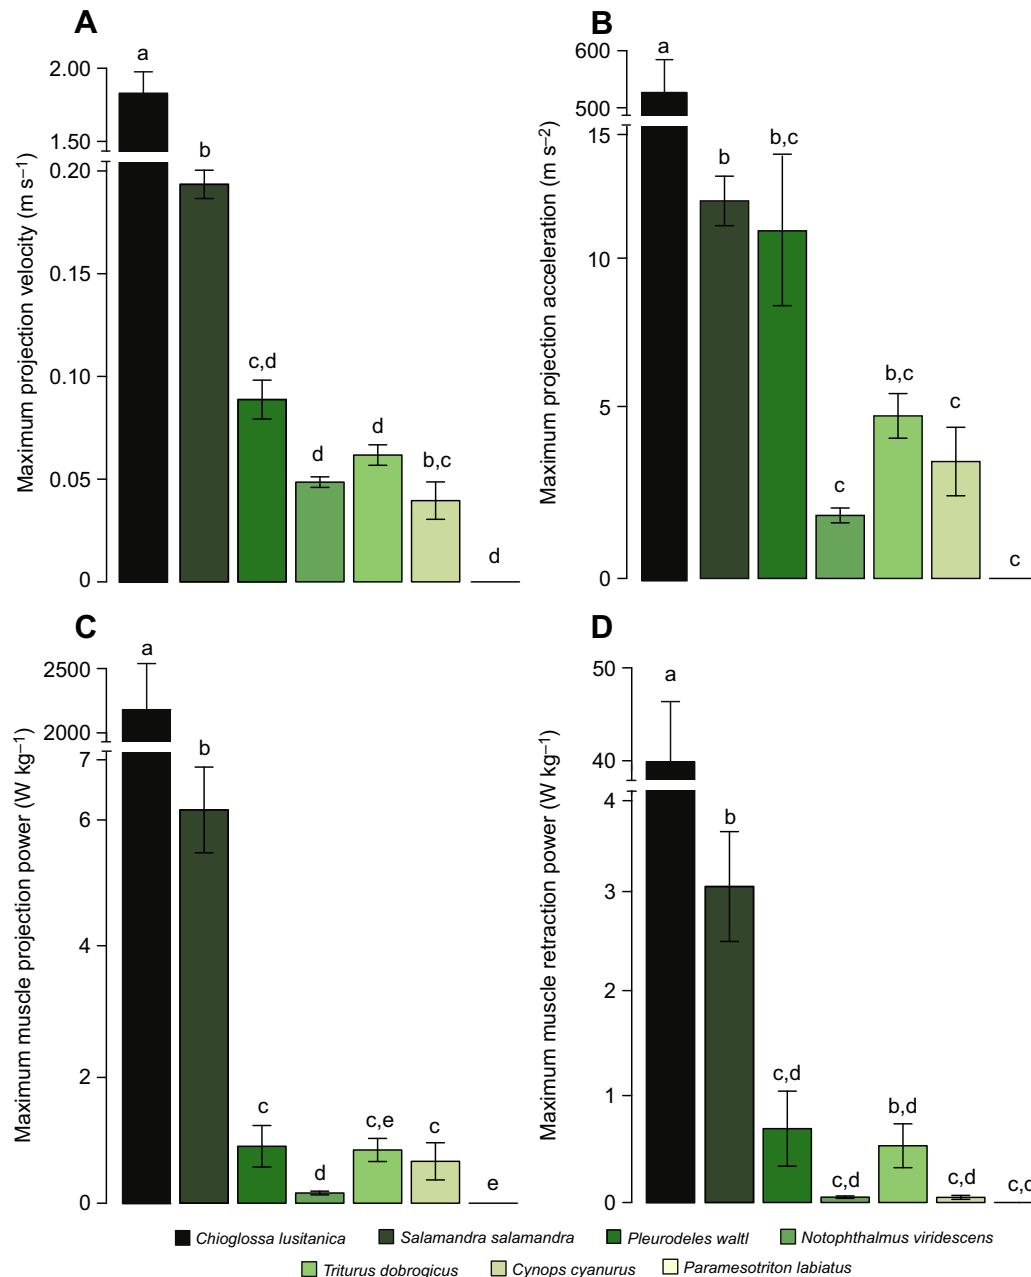 A
Maximum projection velocity (m s−1)
2.00
1.50
0.20
0.15
0.10
0.05
0
a
b
c,d
d
d
b,c
d
B
Maximum projection acceleration (m s−2)
600
500
15
10
5
0
a
b
b,c
c
b,c
c
c
C
Maximum muscle projection power (W kg−1)
2500
2000
7
6
4
2
0
a
b
c
d
c,e
c
e
D
Maximum muscle retraction power (W kg−1)
50
40
4
3
2
1
0
a
b
c,d
c,d
b,d
c,d
Chioglossa lusitanica Salamandra salamandra Pleurodeles waltl Notophthalmus viridescens
Triturus dobrogicus Cynops cyanurus Paramesotriton labiatus